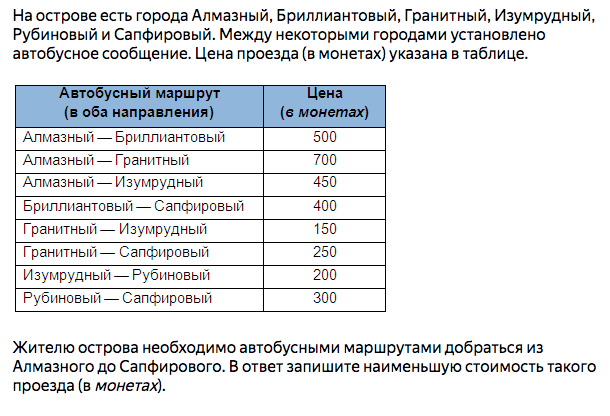 На острове есть города Алмазный, Бриллиантовый, Гранитный, Изумрудный,
Рубиновый и Сапфировый. Между некоторыми городами установлено
автобусное сообщение. Цена проезда (в монетах) указана в таблице.
Автобусный маршрут (в оба направления) Цена (в монетах)
Алмазный — Бриллиантовый 500
Алмазный — Гранитный 700
Алмазный — Изумрудный 450
Бриллиантовый — Сапфировый 400
Гранитный — Изумрудный 150
Гранитный — Сапфировый 250
Изумрудный — Рубиновый 200
Рубиновый — Сапфировый 300
Жителю острова необходимо автобусными маршрутами добраться из
Алмазного до Сапфирового. В ответ запишите наименьшую стоимость такого
проезда (в монетах).